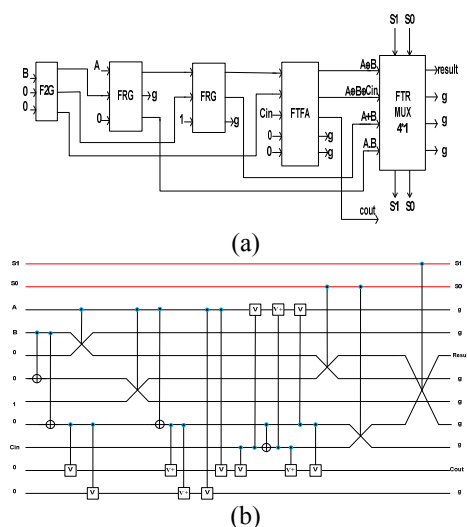 S1 S0
A
B
0
0
F2G
FRG
g
0
FRG
g
1
FTFA
Cin
0
0
g
g
AeB
AeBeCin
A+B
A.B
FTR
MUX
4*1
result
g
g
g
S1 S0
cout
(a)
S1 S1
S0 S0
A g
B g
0 Resu
0 g
1 g
0 g
Cin g
0 Cout
0 g
V V V+ V+ V V V V V+ V V+ V
V V+ V
(b)